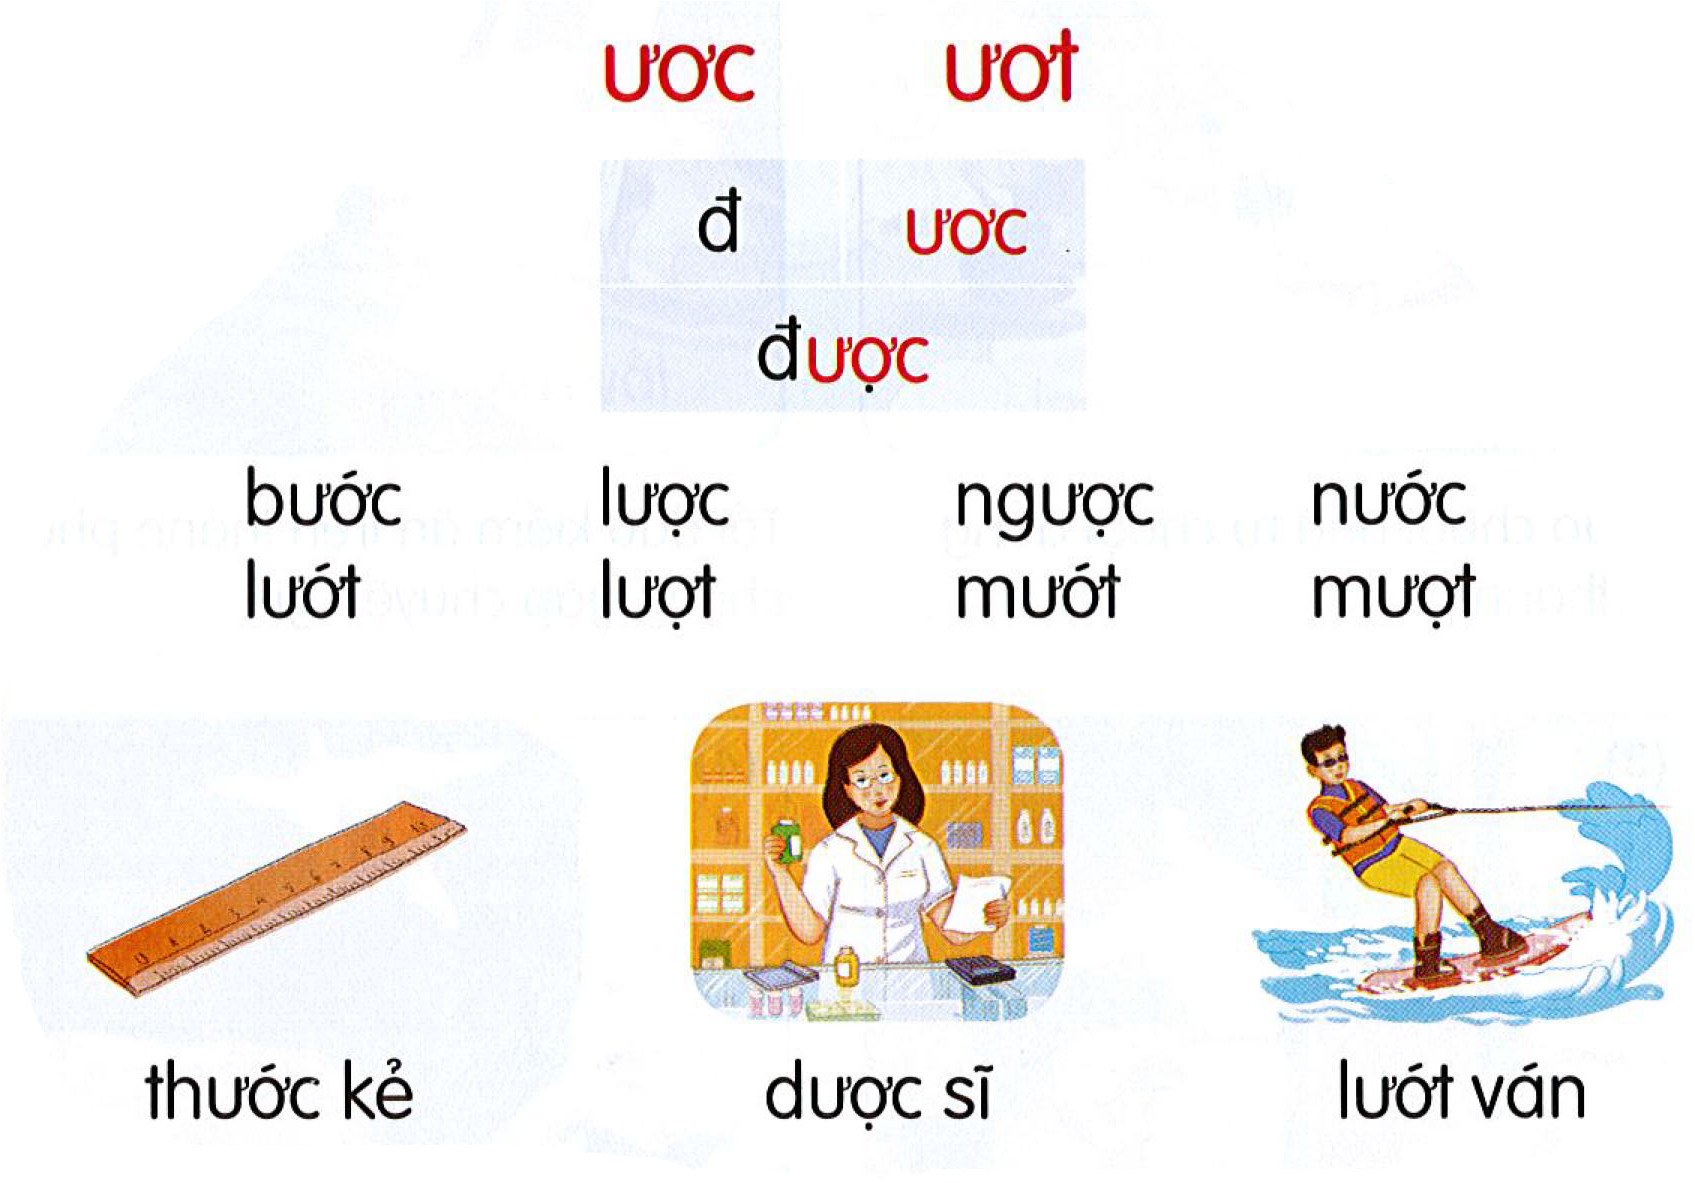 ươc ươt
đ ươc
được
bước lược ngược nước
lướt lượt mướt mượt
thước kẻ dược sĩ lướt ván